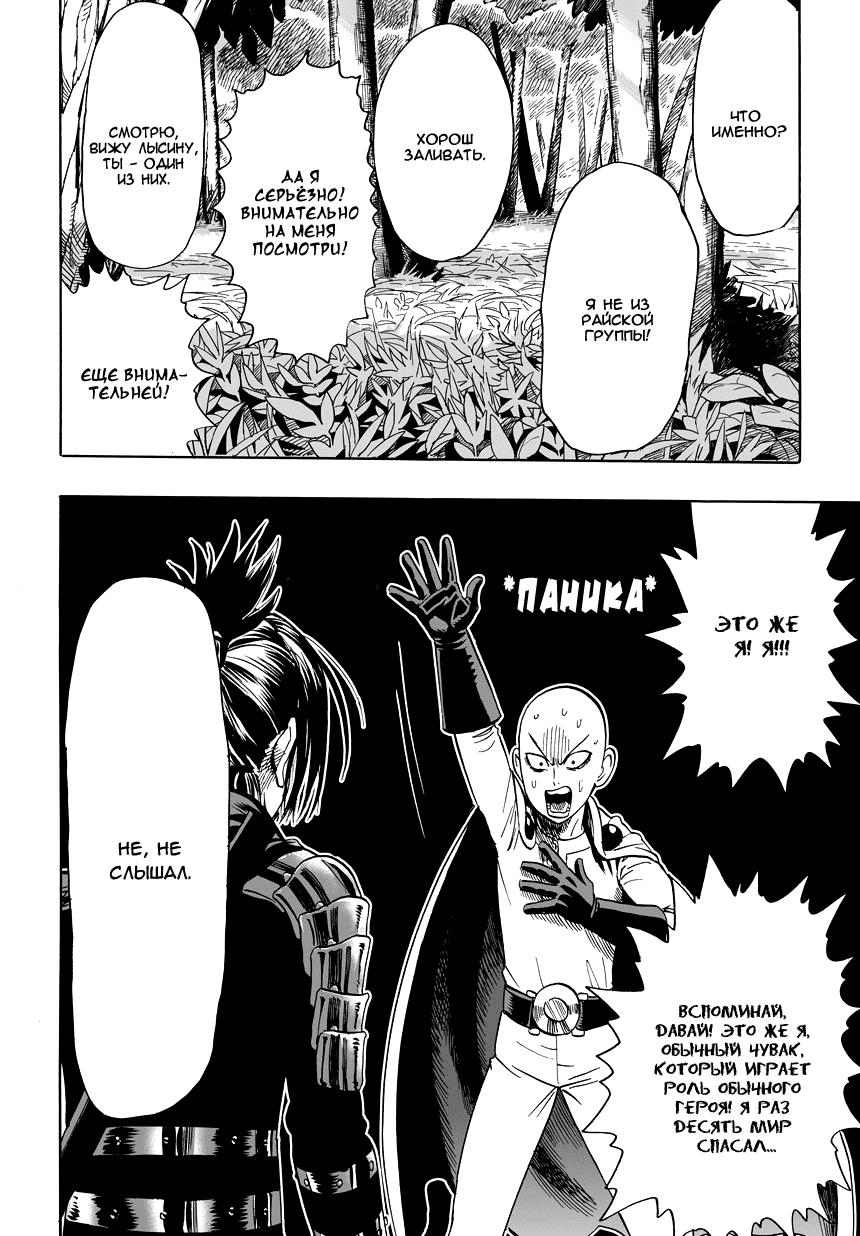 ЧТО
ИМЕННО?
Я НЕ ИЗ
РАЙСКОЙ
ГРУППЫ!
ХОРОШ
ЗАЛИВАТЬ.
ДА Я
СЕРЬЁЗНО!
ВНИМАТЕЛЬНО
НА МЕНЯ
ПОСМОТРИ!
СМОТРЮ,
ВИЖУ ЛЫСИНУ,
ТЫ - ОДИН
ИЗ НИХ.
ЕЩЕ ВНИМА-
ТЕЛЬНЕЙ!
ЭТО ЖЕ
Я! Я!!!
*ПАНИКА*
ВСПОМИНАЙ,
ДАВАЙ! ЭТО ЖЕ Я,
ОБЫЧНЫЙ ЧУВАК,
КОТОРЫЙ ИГРАЕТ
РОЛЬ ОБЫЧНОГО
ГЕРОЯ! Я РАЗ
ДЕСЯТЬ МИР
СПАСАЛ...
НЕ, НЕ
СЛЫШАЛ.